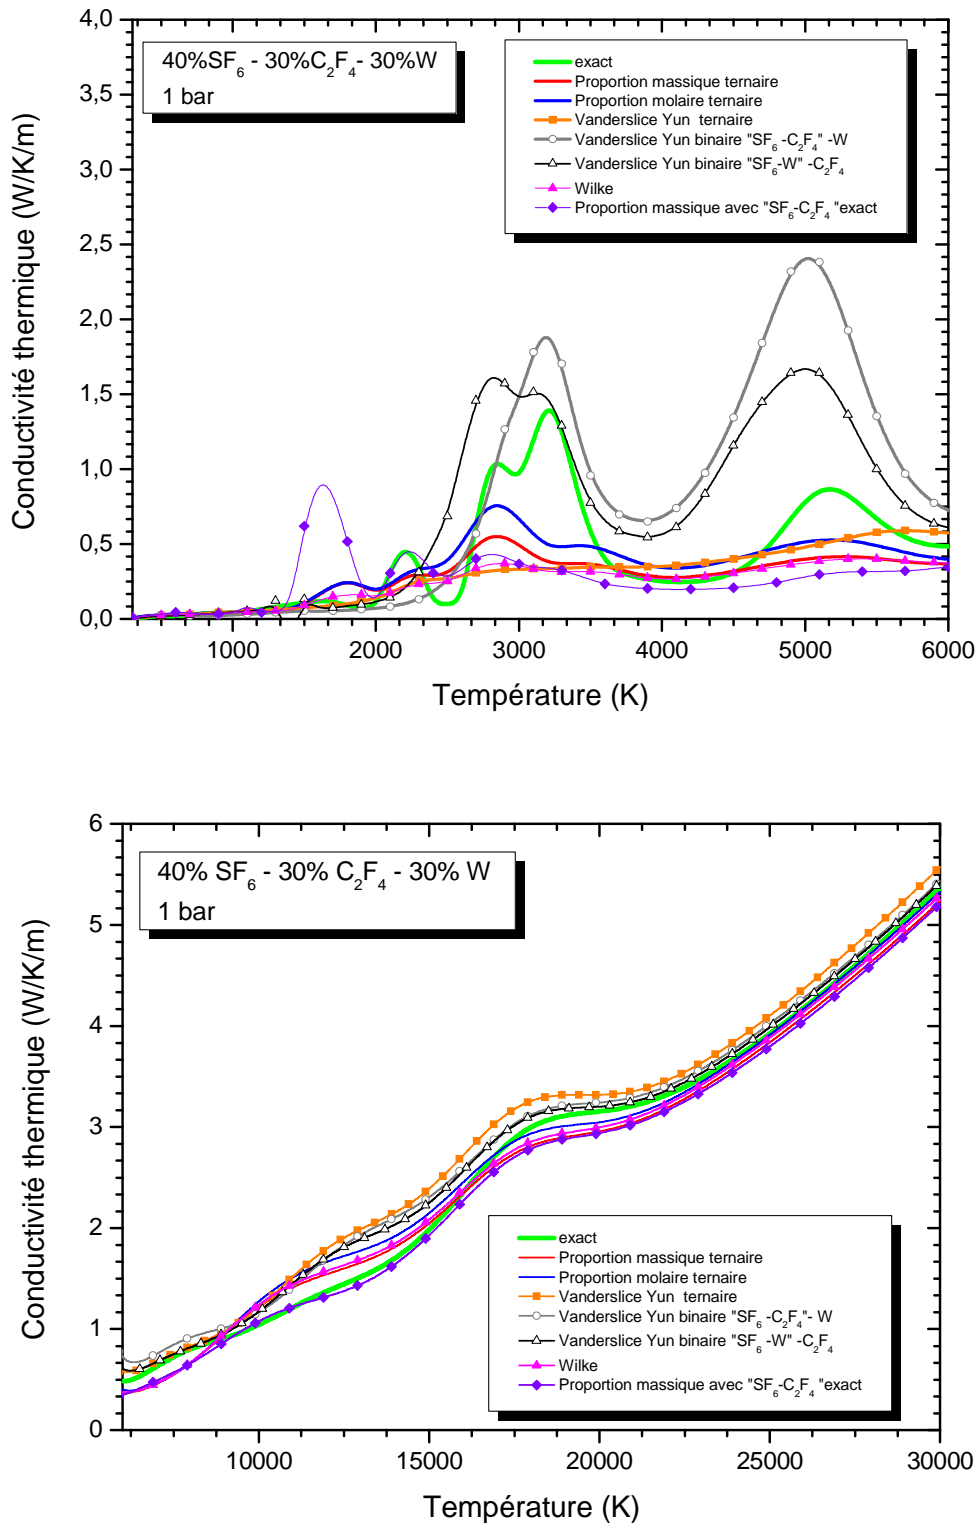 4,0
3,5
3,0
2,5
2,0
1,5
1,0
0,5
0,0
Conductivité thermique (W/K/m)
40%SF6 - 30%C2F4- 30%W
1 bar
exact
Proportion massique ternaire
Proportion molaire ternaire
Vanderslice Yun ternaire
Vanderslice Yun binaire "SF6 -C2F4" -W
Vanderslice Yun binaire "SF6-W" -C2F4
Wilke
Proportion massique avec "SF6-C2F4 "exact
1000 2000 3000 4000 5000 6000
Température (K)
6
5
4
3
2
1
0
Conductivité thermique (W/K/m)
40% SF6 - 30% C2F4 - 30% W
1 bar
exact
Proportion massique ternaire
Proportion molaire ternaire
Vanderslice Yun ternaire
Vanderslice Yun binaire "SF6 -C2F4"- W
Vanderslice Yun binaire "SF6 -W" -C2F4
Wilke
Proportion massique avec "SF6-C2F4 "exact
10000 15000 20000 25000 30000
Température (K)